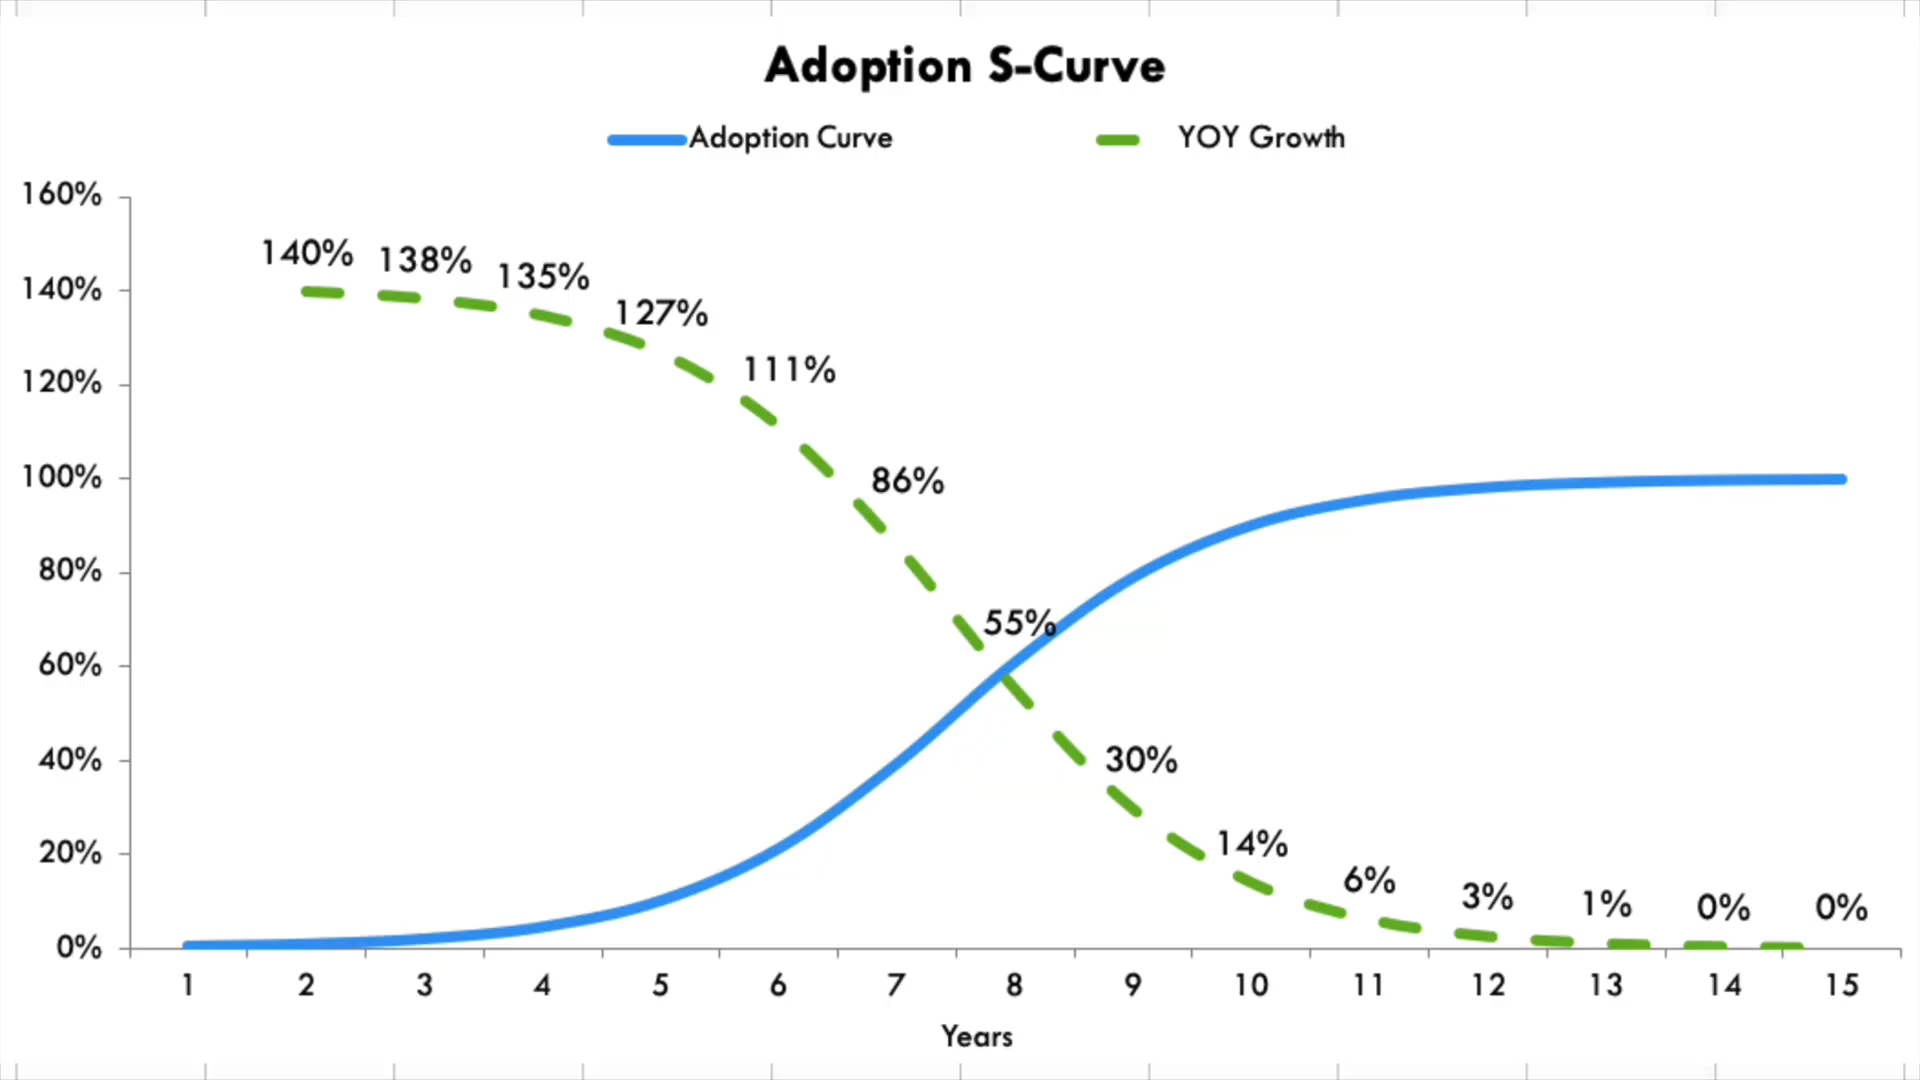 Adoption S-Curve
Adoption Curve YOY Growth
160%
140%
120%
100%
80%
60%
40%
20%
0%
140% 138% 135% 127% 111% 86% 55% 30% 14% 6% 3% 1% 0% 0%
1 2 3 4 5 6 7 8 9 10 11 12 13 14 15
Years